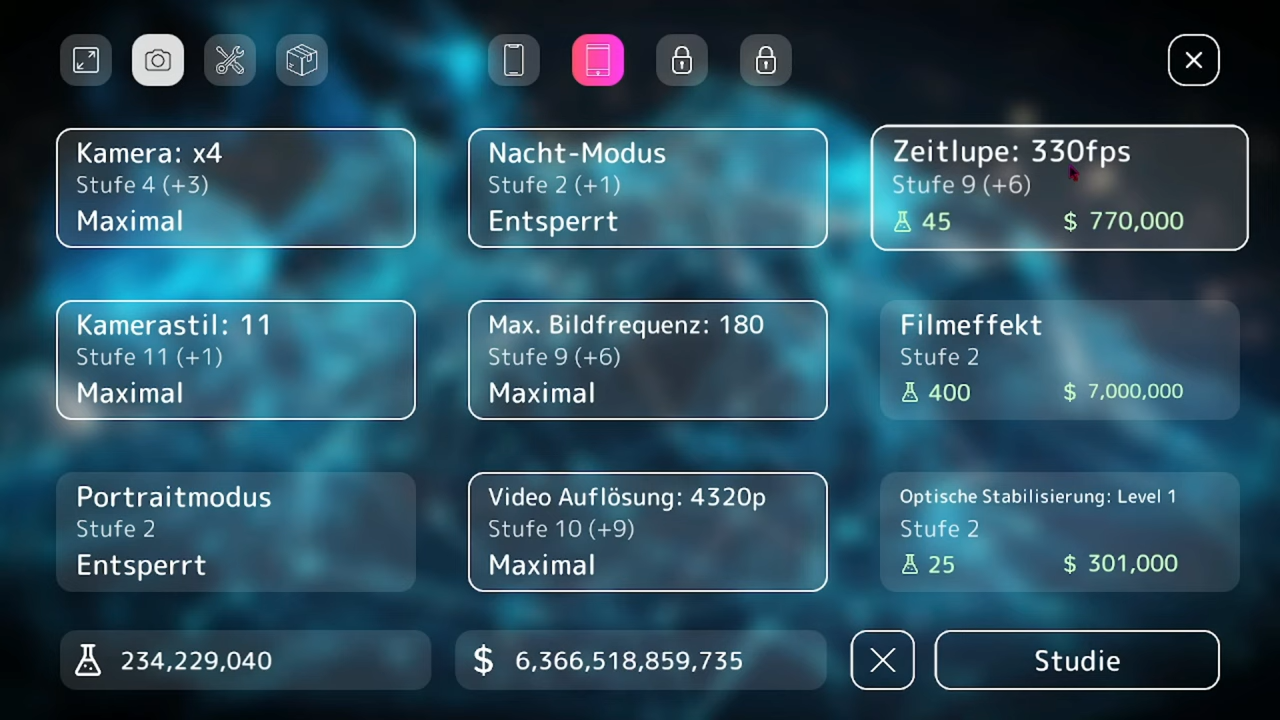 Kamera: x4
Stufe 4 (+3)
Maximal
Nacht-Modus
Stufe 2 (+1)
Entsperrt
Zeitlupe: 330fps
Stufe 9 (+6)
45 $ 770,000
Kamerastil: 11
Stufe 11 (+1)
Maximal
Max. Bildfrequenz: 180
Stufe 9 (+6)
Maximal
Filmeffekt
Stufe 2
400 $ 7,000,000
Portraitmodus
Stufe 2
Entsperrt
Video Auflösung: 4320p
Stufe 10 (+9)
Maximal
Optische Stabilisierung: Level 1
Stufe 2
25 $ 301,000
234,229,040
$ 6,366,518,859,735
Studie